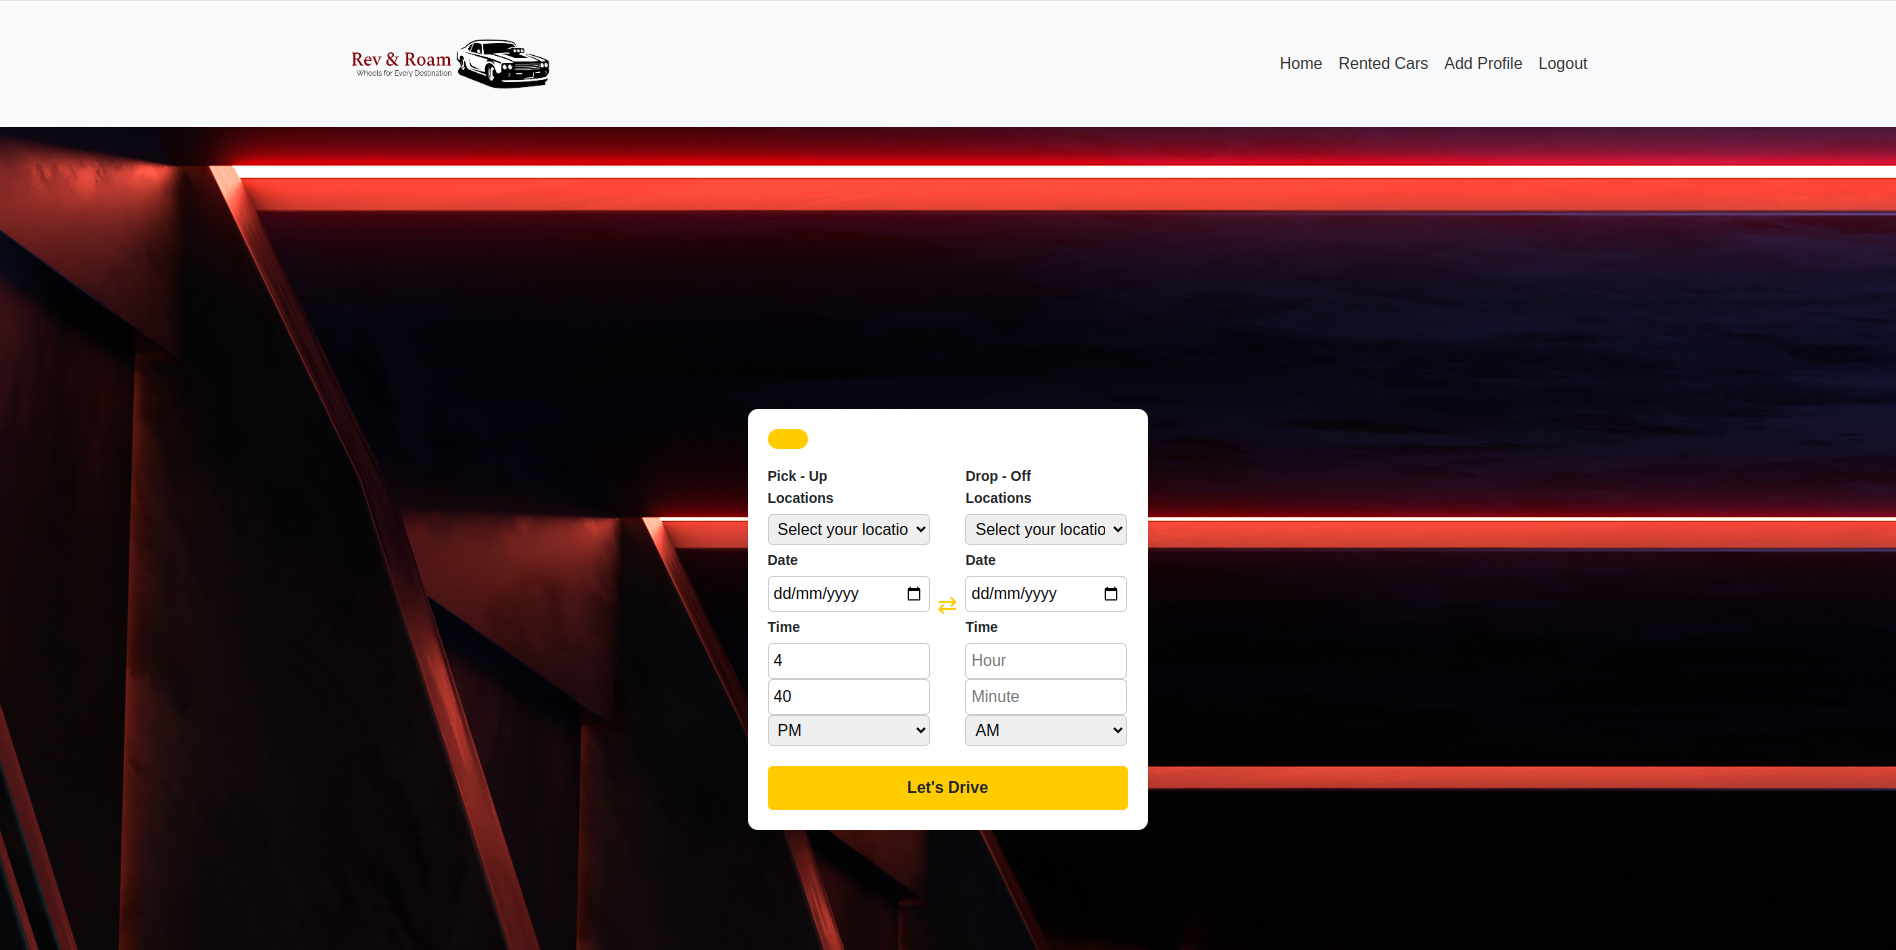 Rev & Roam
Wheels for Every Destination
Home Rented Cars Add Profile Logout
Pick - Up
Locations
Select your locatio
Date
dd/mm/yyyy
Time
4
40
PM
Drop - Off
Locations
Select your locatio
Date
dd/mm/yyyy
Time
Hour
Minute
AM
Let's Drive